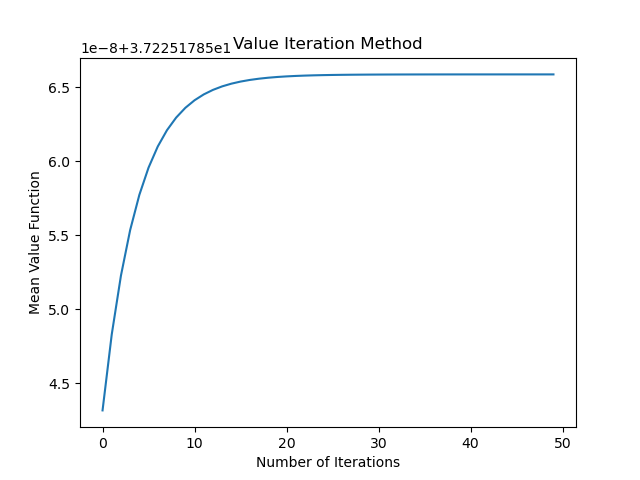 Value Iteration Method
1e−8+3.72251785e1
6.5
6.0
5.5
5.0
4.5
Mean Value Function
0 10 20 30 40 50
Number of Iterations